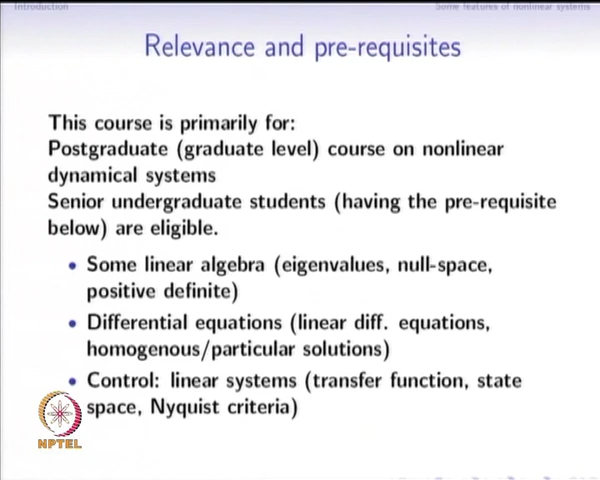 Introduction
Some features of nonlinear systems
Relevance and pre-requisites
This course is primarily for:
Postgraduate (graduate level) course on nonlinear
dynamical systems
Senior undergraduate students (having the pre-requisite
below) are eligible.
• Some linear algebra (eigenvalues, null-space,
positive definite)
• Differential equations (linear diff. equations,
homogenous/particular solutions)
• Control: linear systems (transfer function, state
space, Nyquist criteria)
NPTEL